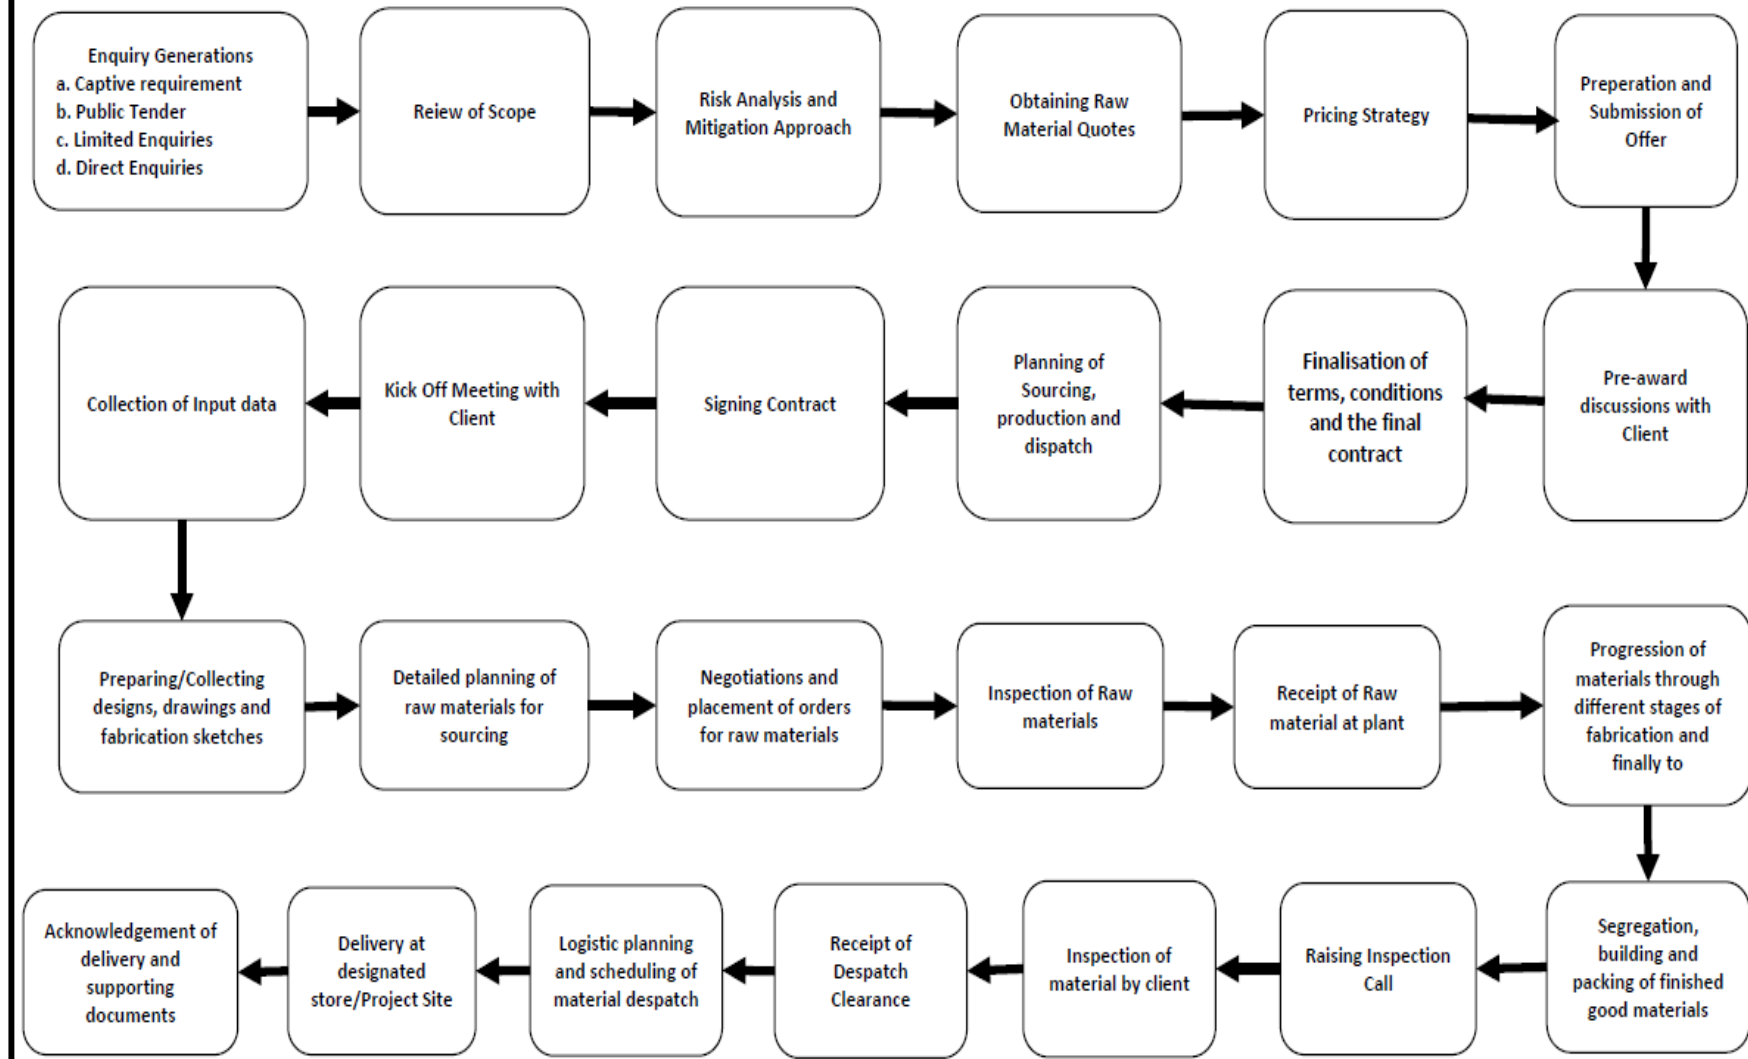 Enquiry Generations
a. Captive requirement
b. Public Tender
c. Limited Enquiries
d. Direct Enquiries
Reiew of Scope
Risk Analysis and
Mitigation Approach
Obtaining Raw
Material Quotes
Pricing Strategy
Preperation and
Submission of
Offer
Pre-award
discussions with
Client
Finalisation of
terms, conditions
and the final
contract
Planning of
Sourcing,
production and
dispatch
Signing Contract
Kick Off Meeting with
Client
Collection of Input data
Preparing/Collecting
designs, drawings and
fabrication sketches
Detailed planning of
raw materials for
sourcing
Negotiations and
placement of orders
for raw materials
Inspection of Raw
materials
Receipt of Raw
material at plant
Progression of
materials through
different stages of
fabrication and
finally to
Segregation,
building and
packing of finished
good materials
Raising Inspection
Call
Inspection of
material by client
Receipt of
Despatch
Clearance
Logistic planning
and scheduling of
material despatch
Delivery at
designated
store/Project Site
Acknowledgement of
delivery and
supporting
documents